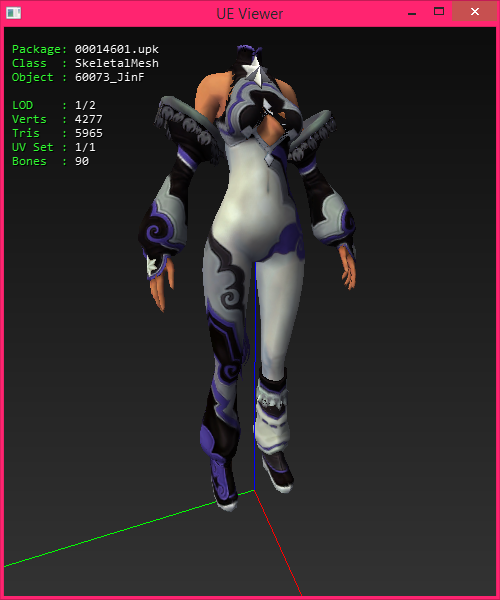 UE Viewer
Package: 00014601.upk
Class : SkeletalMesh
Object : 60073_JinF
LOD : 1/2
Verts : 4277
Tris : 5965
UV Set : 1/1
Bones : 90